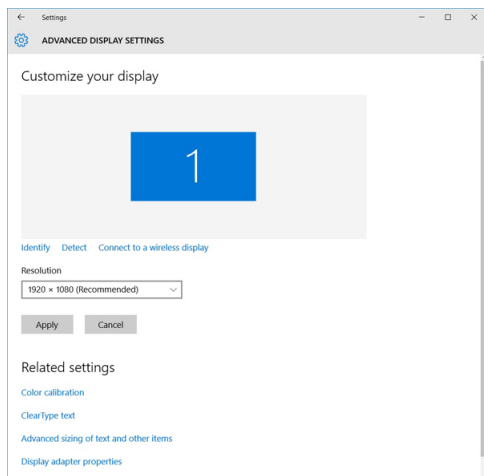 Settings
ADVANCED DISPLAY SETTINGS
Customize your display
1
Identify Detect Connect to a wireless display
Resolution
1920 × 1080 (Recommended)
Apply Cancel
Related settings
Color calibration
ClearType text
Advanced sizing of text and other items
Display adapter properties